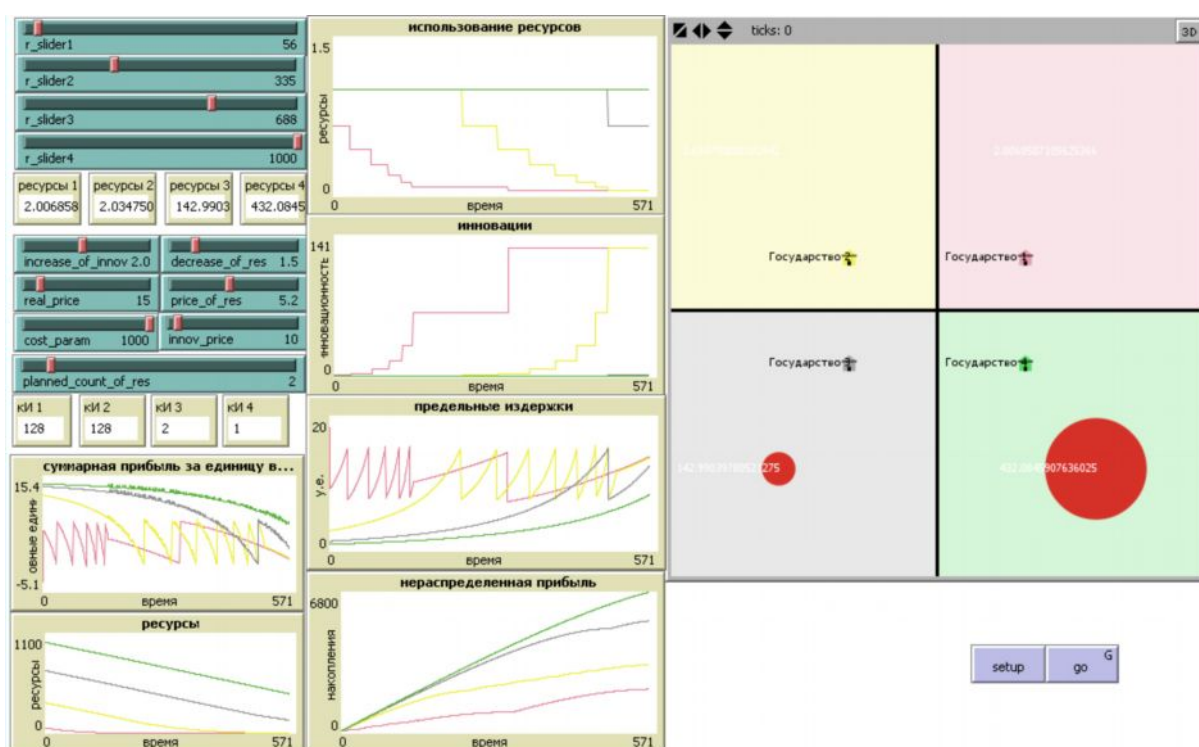 r_slider1 56
r_slider2 335
r_slider3 688
r_slider4 1000
ресурсы 1 ресурсы 2 ресурсы 3 ресурсы 4
2.006858 2.034750 142.9903 432.0845
increase_of_innov 2.0 decrease_of_res 1.5
real_price 15 price_of_res 5.2
cost_param 1000 innov_price 10
planned_count_of_res 2
кИ 1 кИ 2 кИ 3 кИ 4
128 128 2 1
суммарная прибыль за единицу в...
15.4
овные един
-5.1
0 время 571
ресурсы
1100
ресурсы
0
0 время 571
использование ресурсов
1.5
ресурсы
0
0 время 571
инновации
141
инновационность
0
0 время 571
предельные издержки
20
у.е.
0
0 время 571
нераспределенная прибыль
6800
накопления
0
0 время 571
ticks: 0 3D
Государство
Государство
Государство
Государство
setup go G